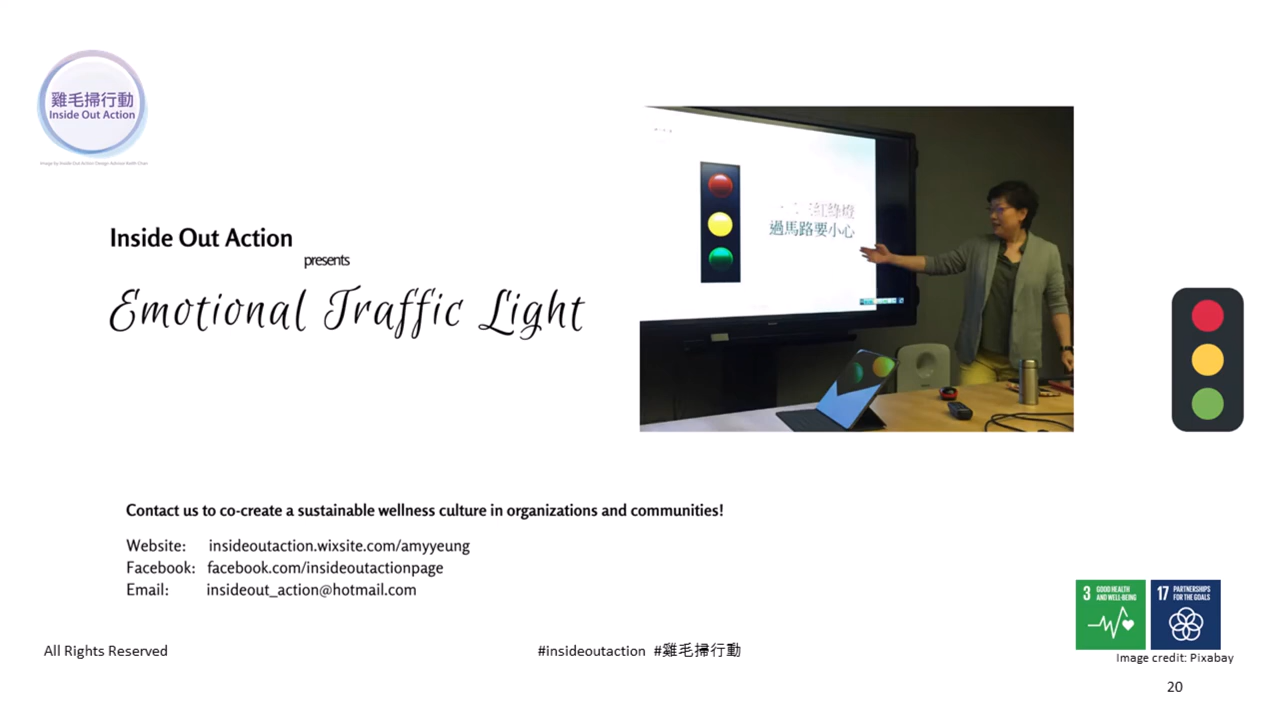 雞毛掃行動
Inside Out Action
Image by Inside Out Action Design Advisor Keith Chan
Inside Out Action
presents
Emotional Traffic Light
紅綠燈
過馬路要小心
Contact us to co-create a sustainable wellness culture in organizations and communities!
Website: insideoutaction.wixsite.com/amyyeung
Facebook: facebook.com/insideoutactionpage
Email: insideout_action@hotmail.com
3 GOOD HEALTH
AND WELL-BEING
17 PARTNERSHIPS
FOR THE GOALS
All Rights Reserved
#insideoutaction #雞毛掃行動
Image credit: Pixabay
20